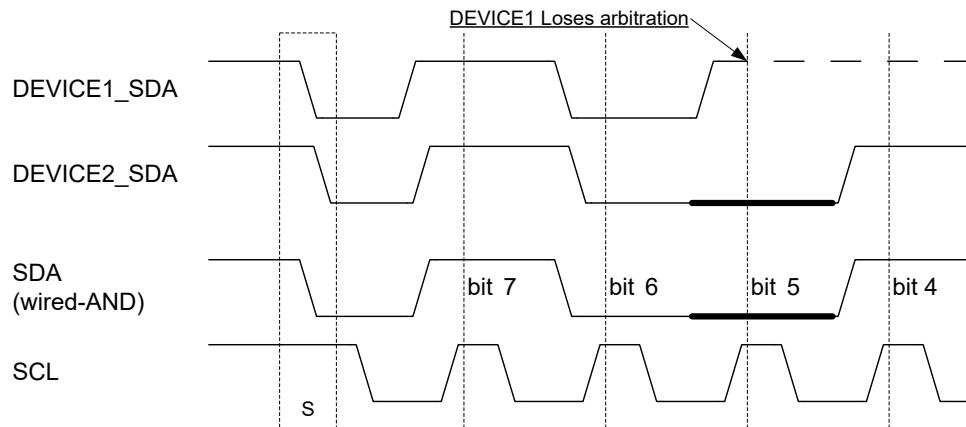 DEVICE1 Loses arbitration
DEVICE1_SDA
DEVICE2_SDA
SDA
(wired-AND)
bit 7
bit 6
bit 5
bit 4
SCL
S